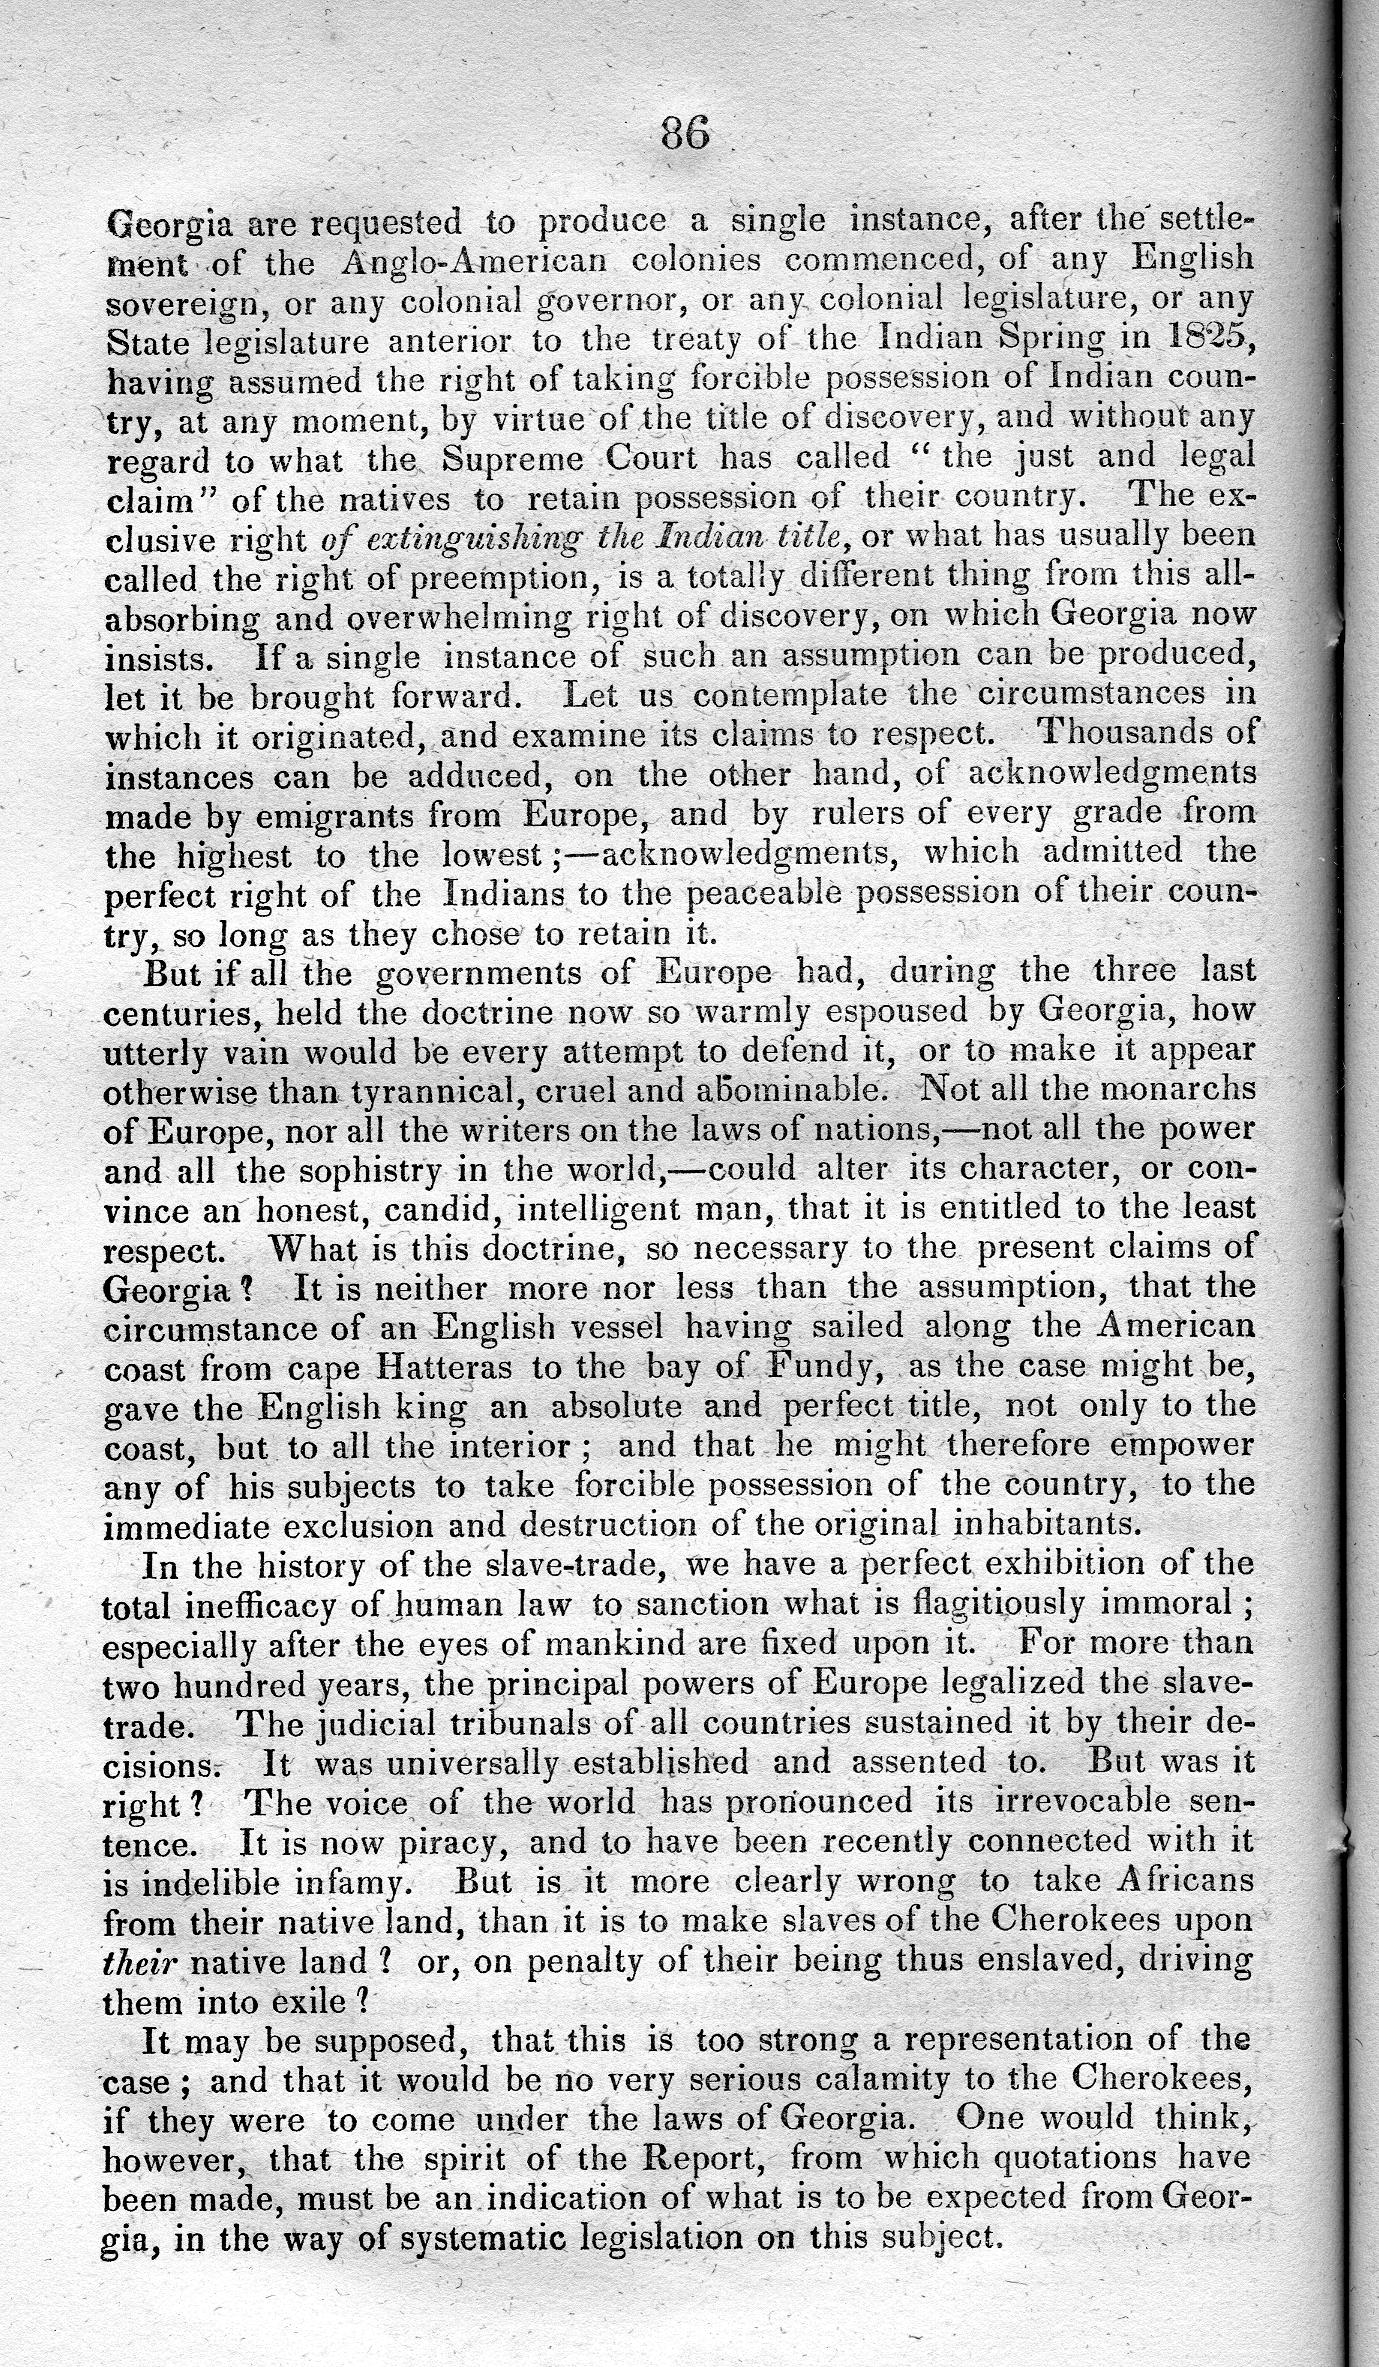 86
Georgia are requested to produce a single instance, after the settle-
ment of the Anglo-American colonies commenced, of any English
sovereign, or any colonial governor, or any colonial legislature, or any
State legislature anterior to the treaty of the Indian Spring in 1825,
having assumed the right of taking forcible possession of Indian coun-
try, at any moment, by virtue of the title of discovery, and without any
regard to what the Supreme Court has called “ the just and legal
claim” of the natives to retain possession of their country. The ex-
clusive right of extinguishing the Indian title, or what has usually been
called the right of preemption, is a totally different thing from this all-
absorbing and overwhelming right of discovery, on which Georgia now
insists. If a single instance of such an assumption can be produced,
let it be brought forward. Let us contemplate the circumstances in
which it originated, and examine its claims to respect. Thousands of
instances can be adduced, on the other hand, of acknowledgments
made by emigrants from Europe, and by rulers of every grade from
the highest to the lowest ;—acknowledgments, which admitted the
perfect right of the Indians to the peaceable possession of their coun-
try, so long as they chose to retain it.
But if all the governments of Europe had, during the three last
centuries, held the doctrine now so warmly espoused by Georgia, how
utterly vain would be every attempt to defend it, or to make it appear
otherwise than tyrannical, cruel and abominable. Not all the monarchs
of Europe, nor all the writers on the laws of nations,—not all the power
and all the sophistry in the world,—could alter its character, or con-
vince an honest, candid, intelligent man, that it is entitled to the least
respect. What is this doctrine, so necessary to the present claims of
Georgia ? It is neither more nor less than the assumption, that the
circumstance of an English vessel having sailed along the American
coast from cape Hatteras to the bay of Fundy, as the case might be,
gave the English king an absolute and perfect title, not only to the
coast, but to all the interior ; and that he might therefore empower
any of his subjects to take forcible possession of the country, to the
immediate exclusion and destruction of the original inhabitants.
In the history of the slave-trade, we have a perfect exhibition of the
total inefficacy of human law to sanction what is flagitiously immoral ;
especially after the eyes of mankind are fixed upon it. For more than
two hundred years, the principal powers of Europe legalized the slave-
trade. The judicial tribunals of all countries sustained it by their de-
cisions. It was universally established and assented to. But was it
right ? The voice of the world has pronounced its irrevocable sen-
tence. It is now piracy, and to have been recently connected with it
is indelible infamy. But is it more clearly wrong to take Africans
from their native land, than it is to make slaves of the Cherokees upon
their native land ? or, on penalty of their being thus enslaved, driving
them into exile ?
It may be supposed, that this is too strong a representation of the
case ; and that it would be no very serious calamity to the Cherokees,
if they were to come under the laws of Georgia. One would think,
however, that the spirit of the Report, from which quotations have
been made, must be an indication of what is to be expected from Geor-
gia, in the way of systematic legislation on this subject.